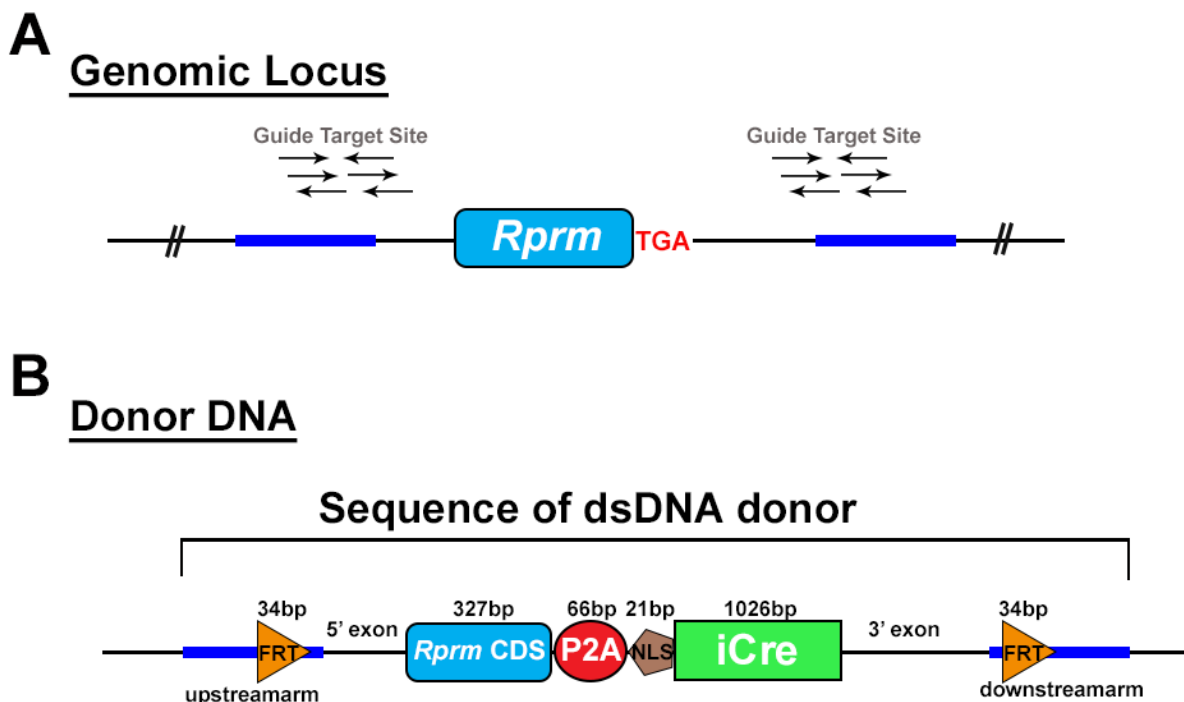 A
Genomic Locus
Guide Target Site
Guide Target Site
Rprm
TGA
B
Donor DNA
Sequence of dsDNA donor
34bp
5’ exon
327bp
66bp
21bp
1026bp
3’ exon
34bp
FRT
Rprm CDS
P2A
NLS
iCre
FRT
upstreamarm
downstreamarm